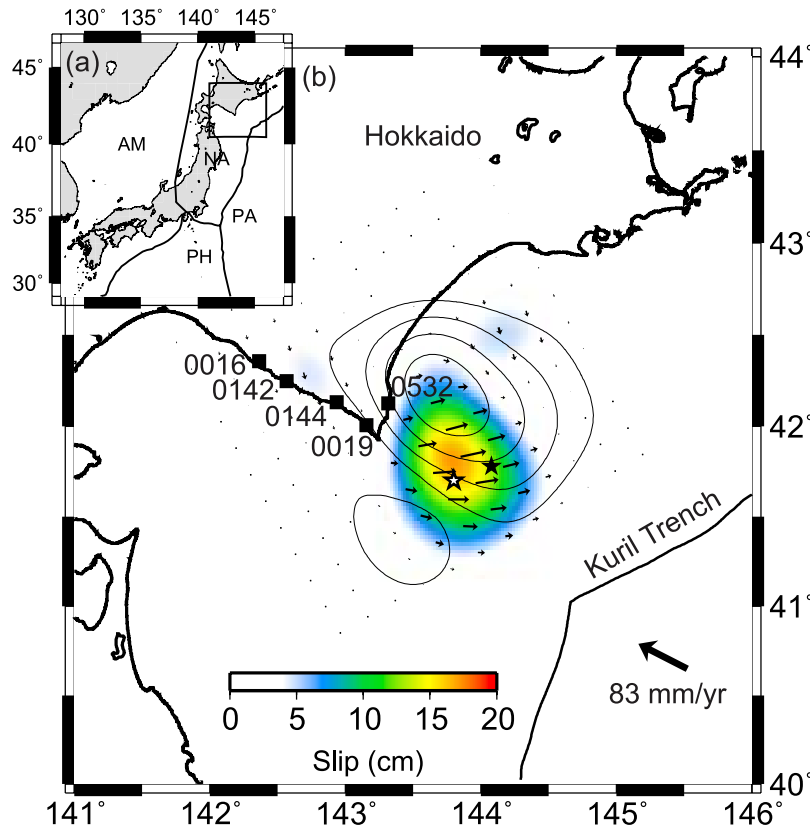 130˚ 135˚ 140˚ 145˚
(a)
45˚
40˚
35˚
30˚
AM
NA
PA
PH
(b)
Hokkaido
44˚
43˚
42˚
41˚
40˚
0016
0142
0144
0019
0532
Kuril Trench
83 mm/yr
0 5 10 15 20
Slip (cm)
141˚ 142˚ 143˚ 144˚ 145˚ 146˚